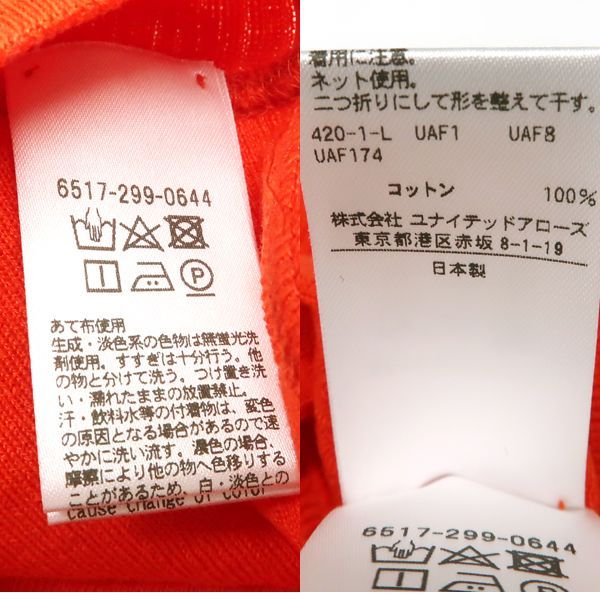 6517-299-0644
あて布使用
生成・淡色系の色物は無蛍光洗
剤使用。すすぎは十分行う。他
の物と分けて洗う。つけ置き洗
い・濡れたままの放置禁止。
汗・飲料水等の付着物は、変色
の原因となる場合があるので速
やかに洗い流す。濃色の場合、
摩擦により他の物へ色移りする
ことがあるため、白・淡色との
cause change of color
着用に注意。
ネット使用。
二つ折りにして形を整えて干す。
420-1-L UAF1 UAF8
UAF174
コットン 100%
株式会社 ユナイテッドアローズ
東京都港区赤坂 8-1-19
日本製
6517-299-0644